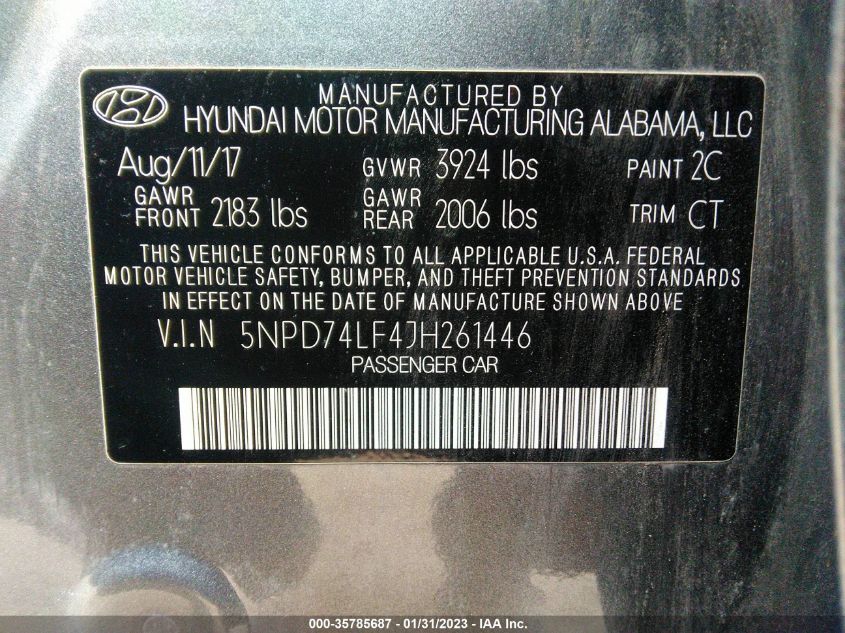 MANUFACTURED BY
HYUNDAI MOTOR MANUFACTURING ALABAMA, LLC
Aug/11/17 GVWR 3924 lbs PAINT 2C
GAWR FRONT 2183 lbs GAWR REAR 2006 lbs TRIM CT
THIS VEHICLE CONFORMS TO ALL APPLICABLE U.S.A. FEDERAL
MOTOR VEHICLE SAFETY, BUMPER, AND THEFT PREVENTION STANDARDS
IN EFFECT ON THE DATE OF MANUFACTURE SHOWN ABOVE
V.I.N 5NPD74LF4JH261446
PASSENGER CAR
000-35785687 - 01/31/2023 - IAA Inc.